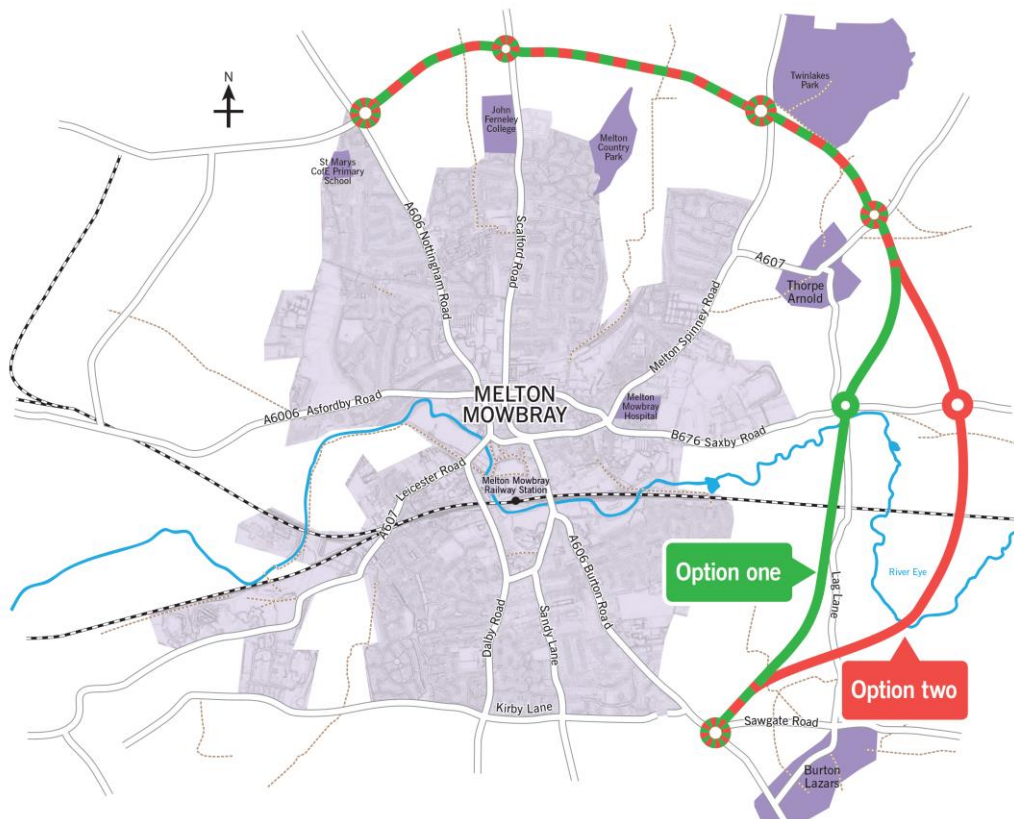 N
Twinlakes
Park
John
Ferneley
College
Melton
Country
Park
St Marys
CofE Primary
School
A606 Nottingham Road
Scalford Road
A607
Thorpe
Arnold
Melton Spinney Road
MELTON
MOWBRAY
A6006 Asfordby Road
Melton
Mowbray
Hospital
B676 Saxby Road
A607 Leicester Road
Melton Mowbray
Railway Station
A606 Burton Road
Option one
Lag Lane
River Eye
Dalby Road
Sandy Lane
Option two
Kirby Lane
Sawgate Road
Burton
Lazars